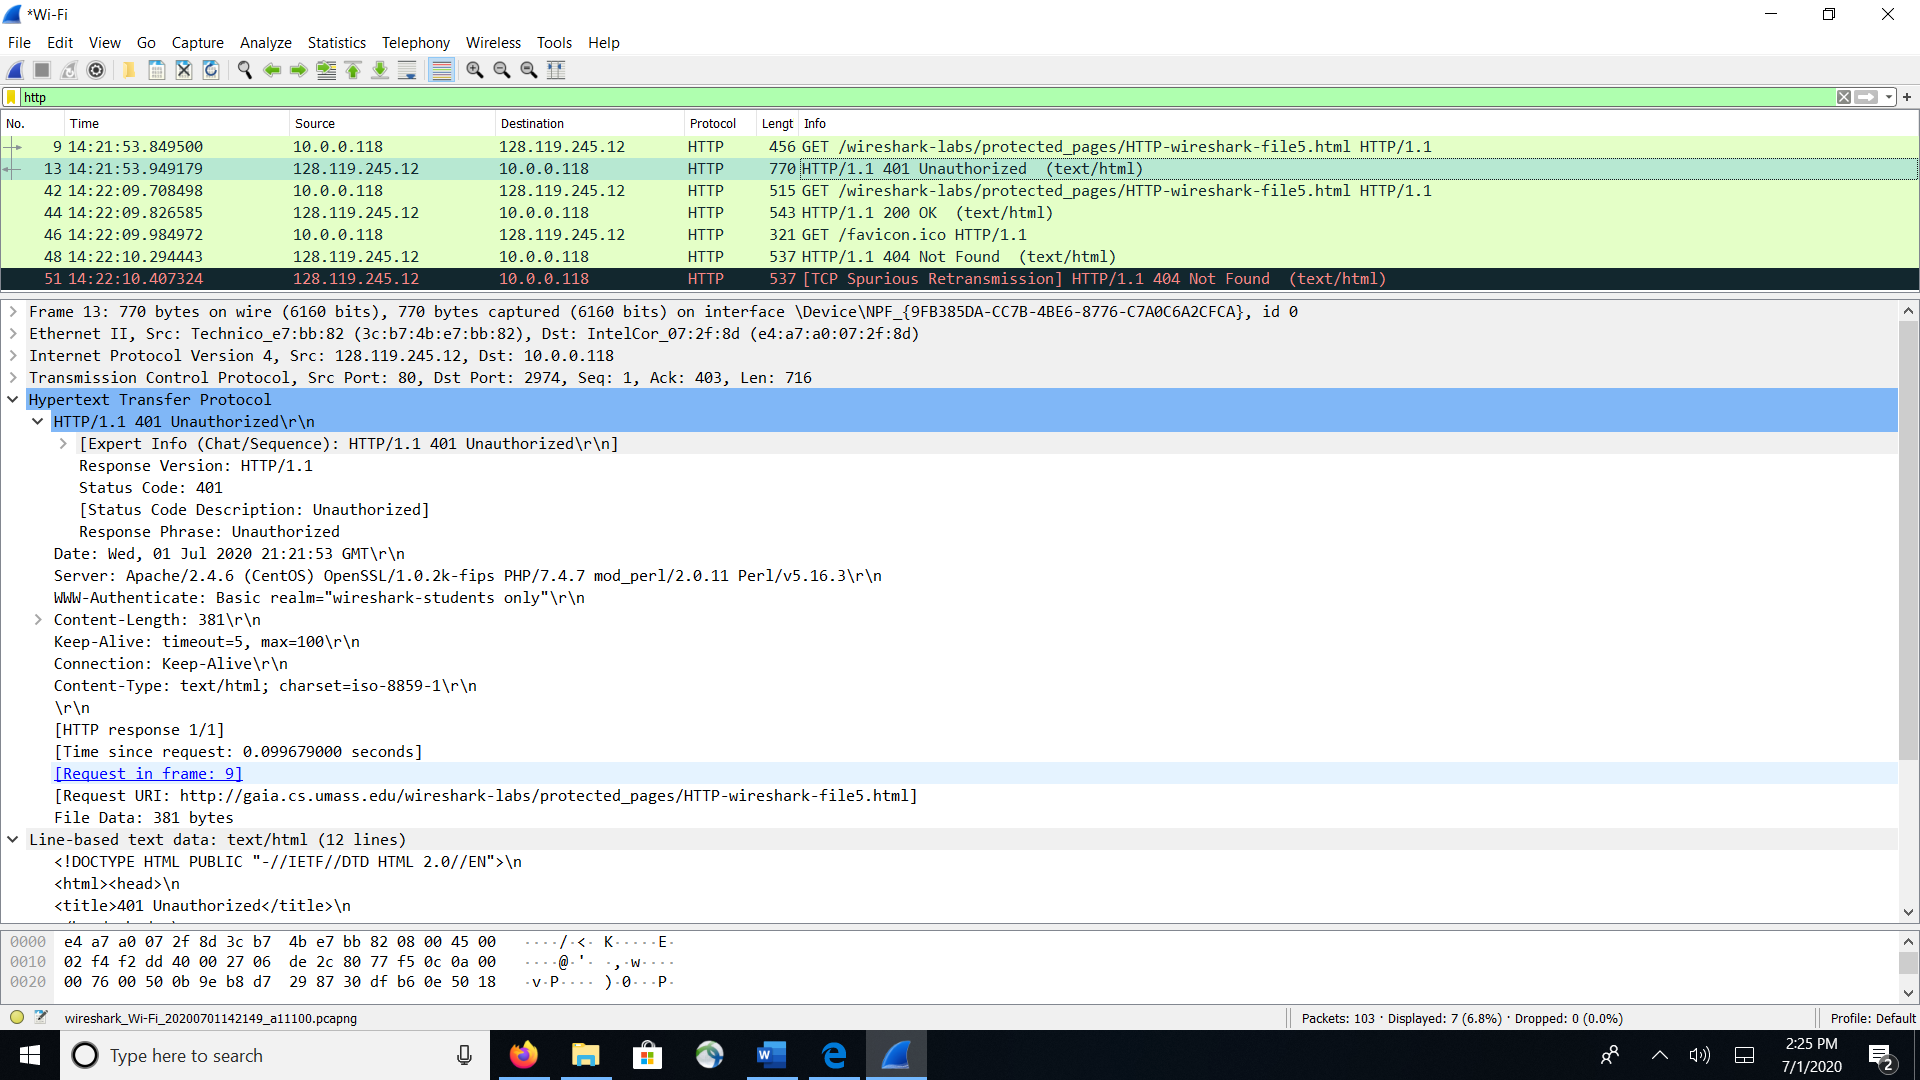 *Wi-Fi
File Edit View Go Capture Analyze Statistics Telephony Wireless Tools Help
http
No. Time Source Destination Protocol Lengt Info
9 14:21:53.849500 10.0.0.118 128.119.245.12 HTTP 456 GET /wireshark-labs/protected_pages/HTTP-wireshark-file5.html HTTP/1.1
13 14:21:53.949179 128.119.245.12 10.0.0.118 HTTP 770 HTTP/1.1 401 Unauthorized (text/html)
42 14:22:09.708498 10.0.0.118 128.119.245.12 HTTP 515 GET /wireshark-labs/protected_pages/HTTP-wireshark-file5.html HTTP/1.1
44 14:22:09.826585 128.119.245.12 10.0.0.118 HTTP 543 HTTP/1.1 200 OK (text/html)
46 14:22:09.984972 10.0.0.118 128.119.245.12 HTTP 321 GET /favicon.ico HTTP/1.1
48 14:22:10.294443 128.119.245.12 10.0.0.118 HTTP 537 HTTP/1.1 404 Not Found (text/html)
51 14:22:10.407324 128.119.245.12 10.0.0.118 HTTP 537 [TCP Spurious Retransmission] HTTP/1.1 404 Not Found (text/html)
Frame 13: 770 bytes on wire (6160 bits), 770 bytes captured (6160 bits) on interface \Device\NPF_{9FB385DA-CC7B-4BE6-8776-C7A0C6A2CFCA}, id 0
Ethernet II, Src: Technico_e7:bb:82 (3c:b7:4b:e7:bb:82), Dst: IntelCor_07:2f:8d (e4:a7:a0:07:2f:8d)
Internet Protocol Version 4, Src: 128.119.245.12, Dst: 10.0.0.118
Transmission Control Protocol, Src Port: 80, Dst Port: 2974, Seq: 1, Ack: 403, Len: 716
Hypertext Transfer Protocol
HTTP/1.1 401 Unauthorized\r\n
[Expert Info (Chat/Sequence): HTTP/1.1 401 Unauthorized\r\n]
Response Version: HTTP/1.1
Status Code: 401
[Status Code Description: Unauthorized]
Response Phrase: Unauthorized
Date: Wed, 01 Jul 2020 21:21:53 GMT\r\n
Server: Apache/2.4.6 (CentOS) OpenSSL/1.0.2k-fips PHP/7.4.7 mod_perl/2.0.11 Perl/v5.16.3\r\n
WWW-Authenticate: Basic realm="wireshark-students only"\r\n
Content-Length: 381\r\n
Keep-Alive: timeout=5, max=100\r\n
Connection: Keep-Alive\r\n
Content-Type: text/html; charset=iso-8859-1\r\n
\r\n
[HTTP response 1/1]
[Time since request: 0.099679000 seconds]
[Request in frame: 9]
[Request URI: http://gaia.cs.umass.edu/wireshark-labs/protected_pages/HTTP-wireshark-file5.html]
File Data: 381 bytes
Line-based text data: text/html (12 lines)
<!DOCTYPE HTML PUBLIC "-//IETF//DTD HTML 2.0//EN">\n
<html><head>\n
<title>401 Unauthorized</title>\n
0000 e4 a7 a0 07 2f 8d 3c b7 4b e7 bb 82 08 00 45 00 ····/·<· K·····E·
0010 02 f4 f2 dd 40 00 27 06 de 2c 80 77 f5 0c 0a 00 ····@·'· ·,·w····
0020 00 76 00 50 0b 9e b8 d7 29 87 30 df b6 0e 50 18 ·v·P···· )·0···P·
wireshark_Wi-Fi_20200701142149_a11100.pcapng Packets: 103 · Displayed: 7 (6.8%) · Dropped: 0 (0.0%) Profile: Default
Type here to search
2:25 PM
7/1/2020
2